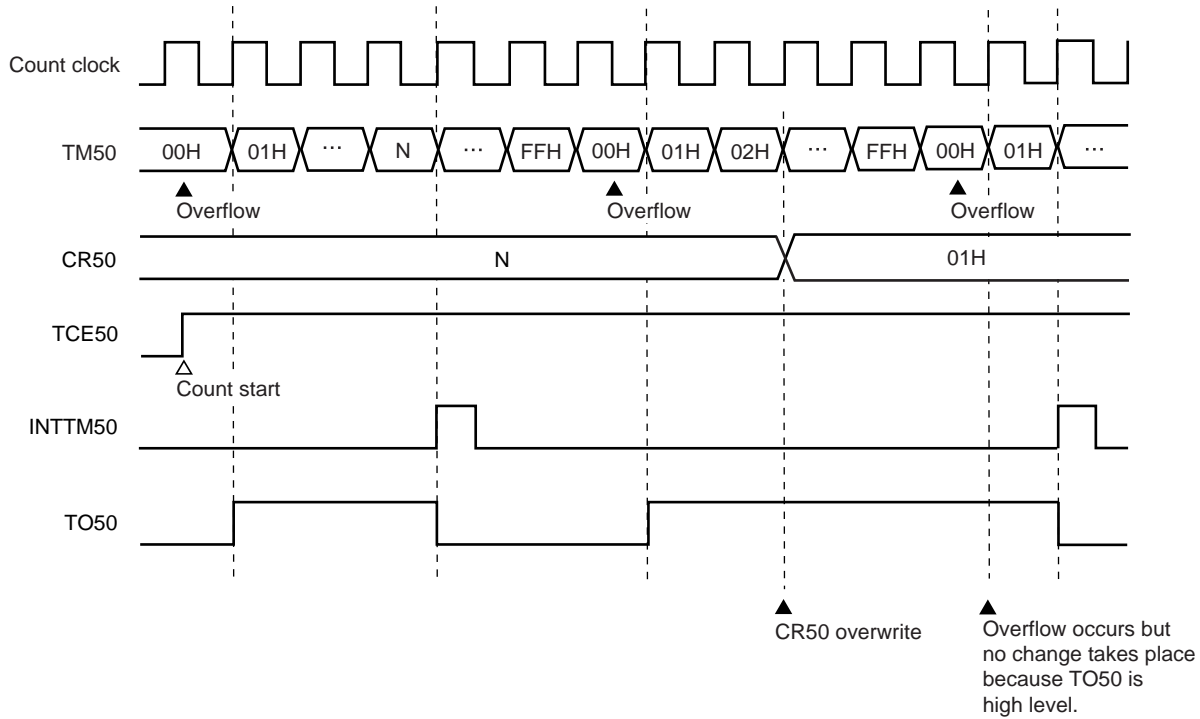 Count clock
TM50
00H
01H
...
N
...
FFH
00H
01H
02H
...
FFH
00H
01H
...
Overflow
Overflow
Overflow
CR50
N
01H
TCE50
Count start
INTTM50
TO50
CR50 overwrite
Overflow occurs but
no change takes place
because TO50 is
high level.